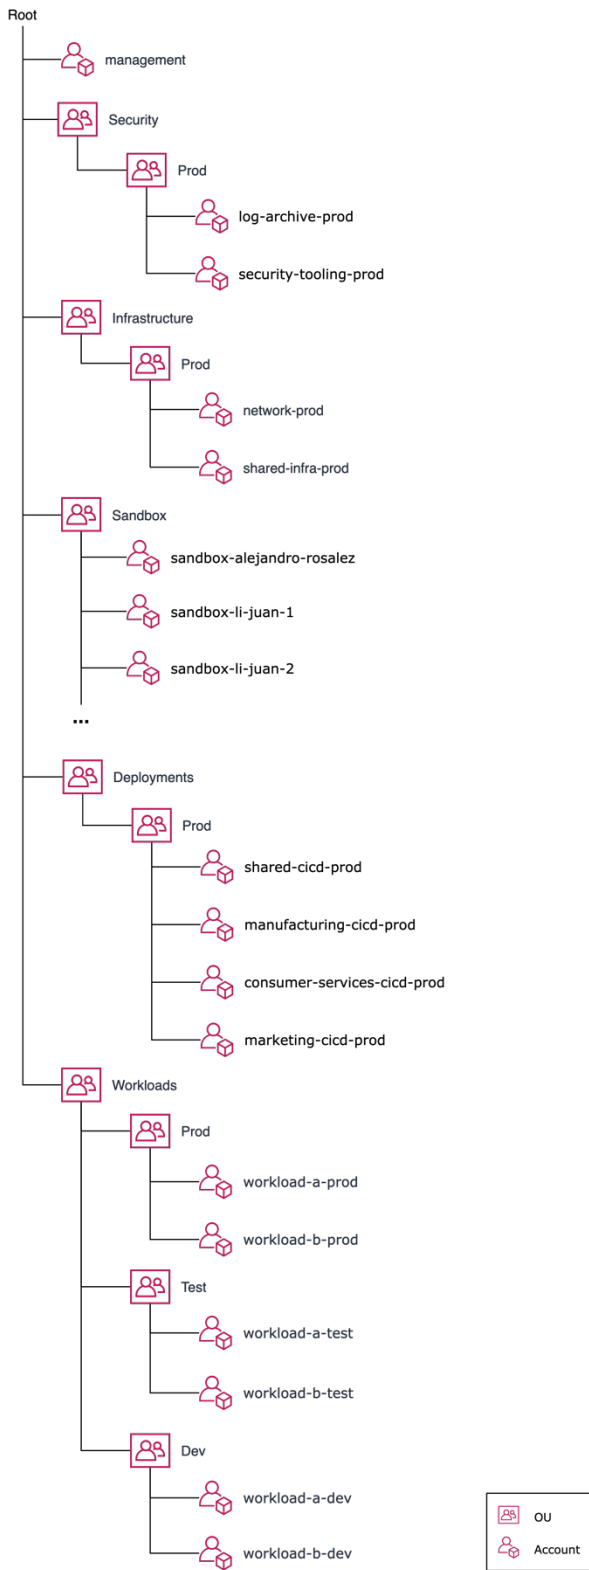 Root
management
Security
Prod
log-archive-prod
security-tooling-prod
Infrastructure
Prod
network-prod
shared-infra-prod
Sandbox
sandbox-alejandro-rosalez
sandbox-li-juan-1
sandbox-li-juan-2
...
Deployments
Prod
shared-cicd-prod
manufacturing-cicd-prod
consumer-services-cicd-prod
marketing-cicd-prod
Workloads
Prod
workload-a-prod
workload-b-prod
Test
workload-a-test
workload-b-test
Dev
workload-a-dev
workload-b-dev
OU
Account